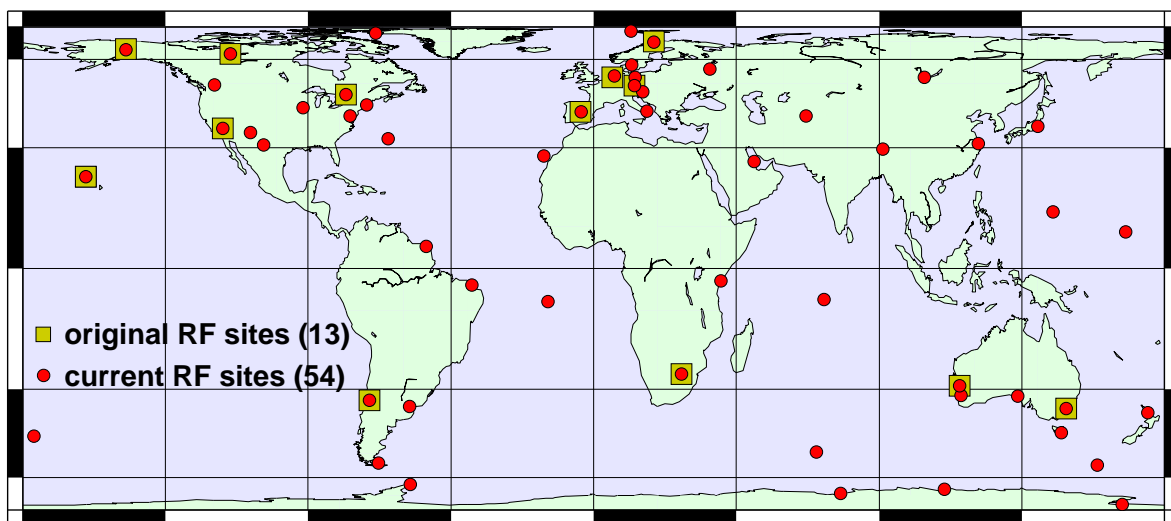 original RF sites (13)
current RF sites (54)